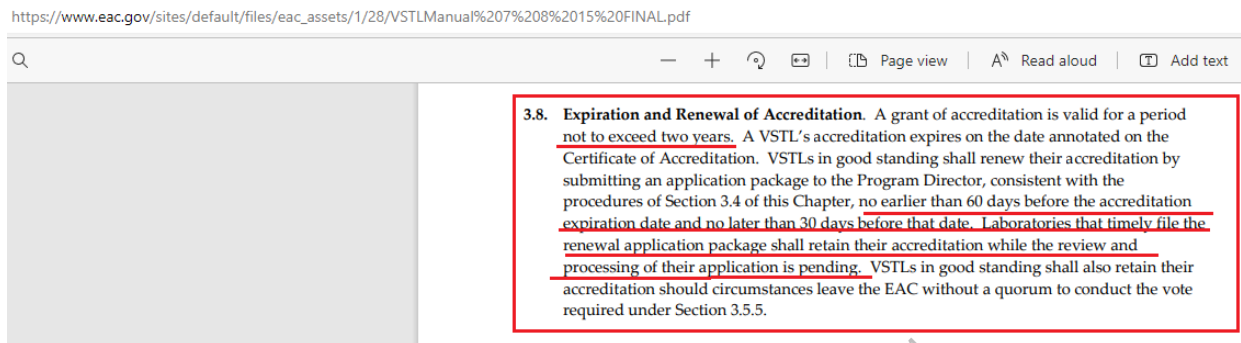 https://www.eac.gov/sites/default/files/eac_assets/1/28/VSTLManual%207%208%2015%20FINAL.pdf
Page view
Read aloud
Add text
3.8. Expiration and Renewal of Accreditation. A grant of accreditation is valid for a period
not to exceed two years. A VSTL's accreditation expires on the date annotated on the
Certificate of Accreditation. VSTLs in good standing shall renew their accreditation by
submitting an application package to the Program Director, consistent with the
procedures of Section 3.4 of this Chapter, no earlier than 60 days before the accreditation
expiration date and no later than 30 days before that date. Laboratories that timely file the
renewal application package shall retain their accreditation while the review and
processing of their application is pending. VSTLs in good standing shall also retain their
accreditation should circumstances leave the EAC without a quorum to conduct the vote
required under Section 3.5.5.